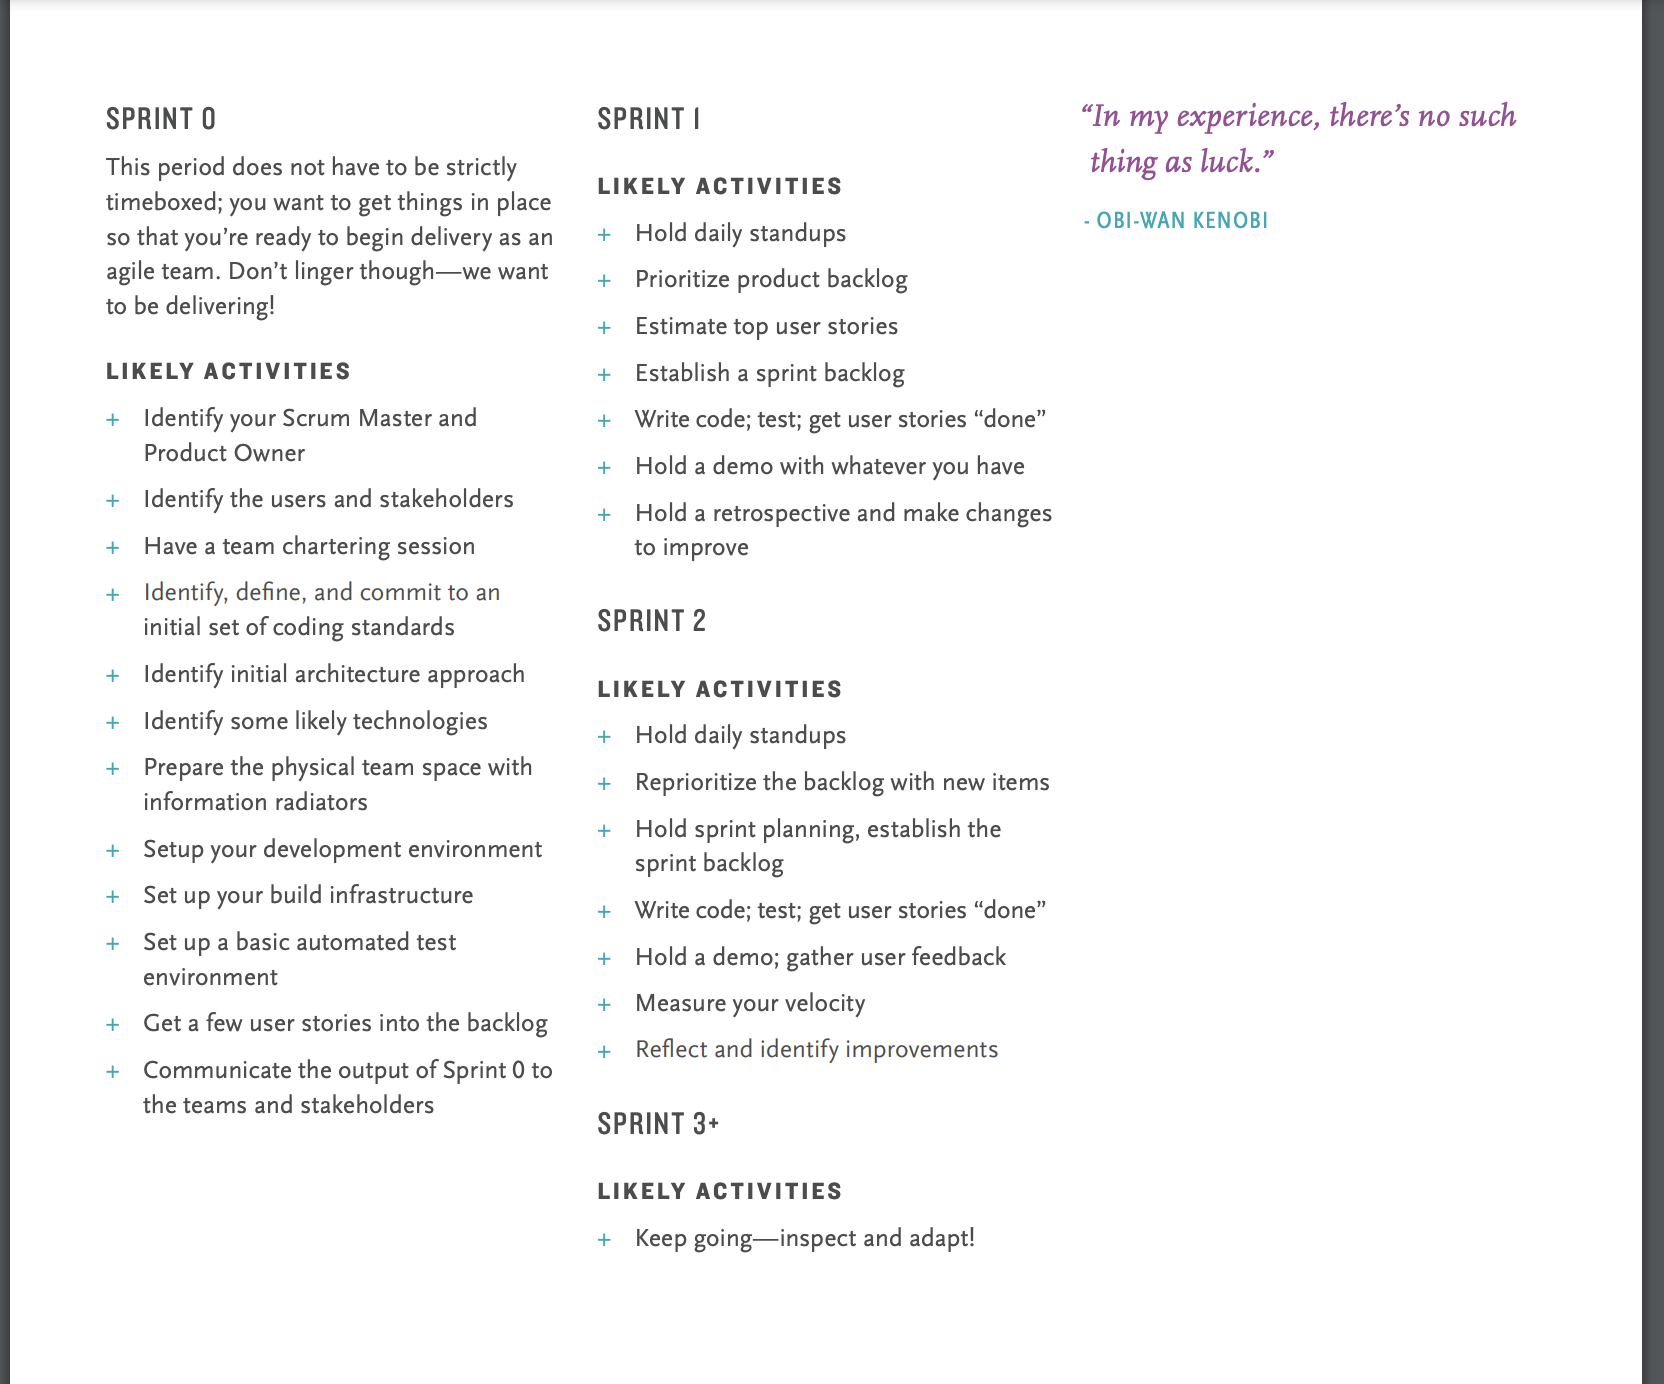 SPRINT 0
This period does not have to be strictly
timeboxed; you want to get things in place
so that you’re ready to begin delivery as an
agile team. Don’t linger though—we want
to be delivering!
LIKELY ACTIVITIES
+ Identify your Scrum Master and
Product Owner
+ Identify the users and stakeholders
+ Have a team chartering session
+ Identify, define, and commit to an
initial set of coding standards
+ Identify initial architecture approach
+ Identify some likely technologies
+ Prepare the physical team space with
information radiators
+ Setup your development environment
+ Set up your build infrastructure
+ Set up a basic automated test
environment
+ Get a few user stories into the backlog
+ Communicate the output of Sprint 0 to
the teams and stakeholders
SPRINT 1
LIKELY ACTIVITIES
+ Hold daily standups
+ Prioritize product backlog
+ Estimate top user stories
+ Establish a sprint backlog
+ Write code; test; get user stories “done”
+ Hold a demo with whatever you have
+ Hold a retrospective and make changes
to improve
SPRINT 2
LIKELY ACTIVITIES
+ Hold daily standups
+ Reprioritize the backlog with new items
+ Hold sprint planning, establish the
sprint backlog
+ Write code; test; get user stories “done”
+ Hold a demo; gather user feedback
+ Measure your velocity
+ Reflect and identify improvements
SPRINT 3+
LIKELY ACTIVITIES
+ Keep going—inspect and adapt!
“In my experience, there’s no such
thing as luck.”
- OBI-WAN KENOBI